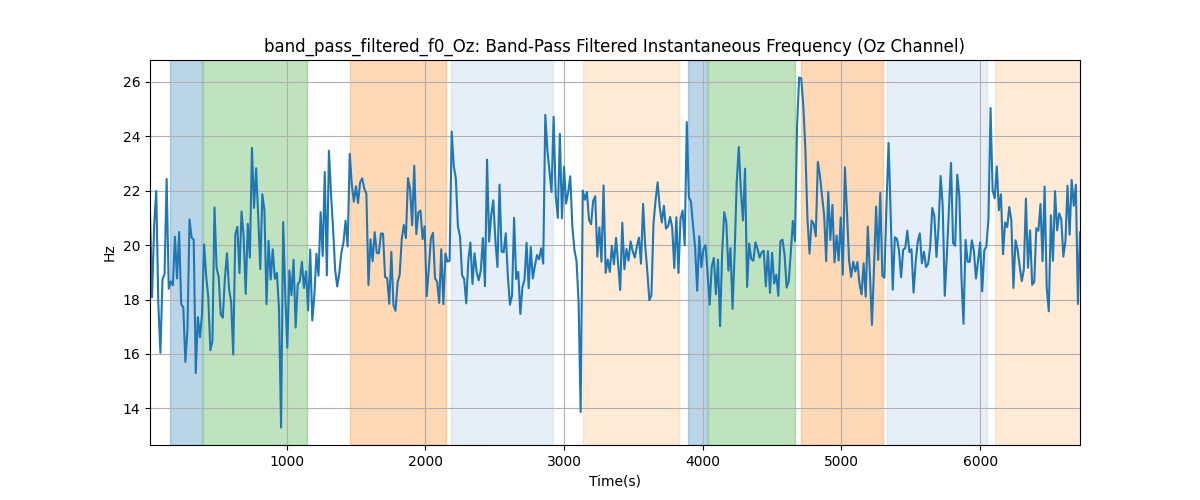 band_pass_filtered_f0_Oz: Band-Pass Filtered Instantaneous Frequency (Oz Channel)
26
24
22
20
18
16
14
Hz
1000 2000 3000 4000 5000 6000
Time(s)